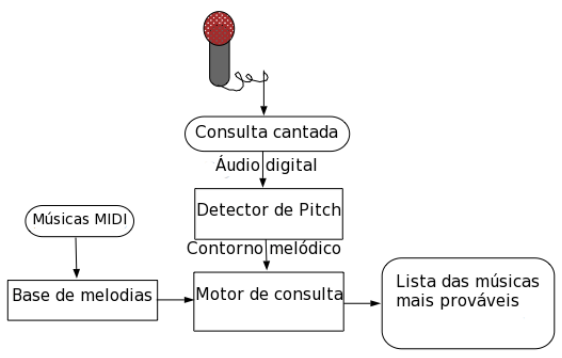 Consulta cantada
Áudio digital
Detector de Pitch
Músicas MIDI
Contorno melódico
Base de melodias
Motor de consulta
Lista das músicas
mais prováveis